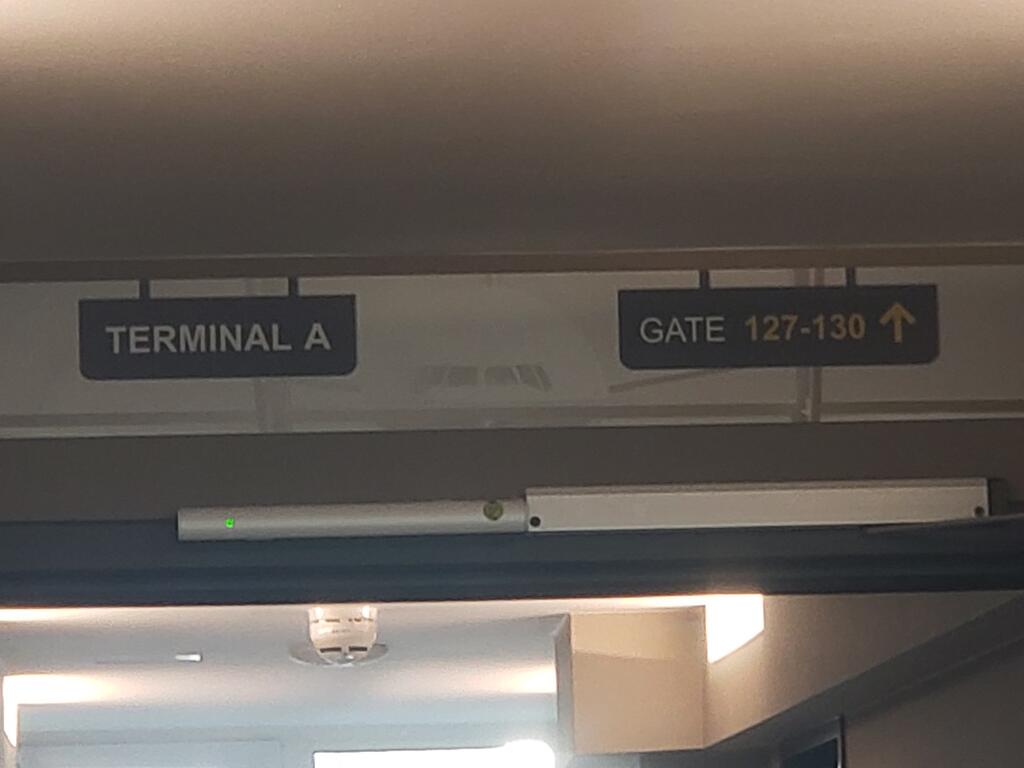 TERMINAL A
GATE 127-130 ↑